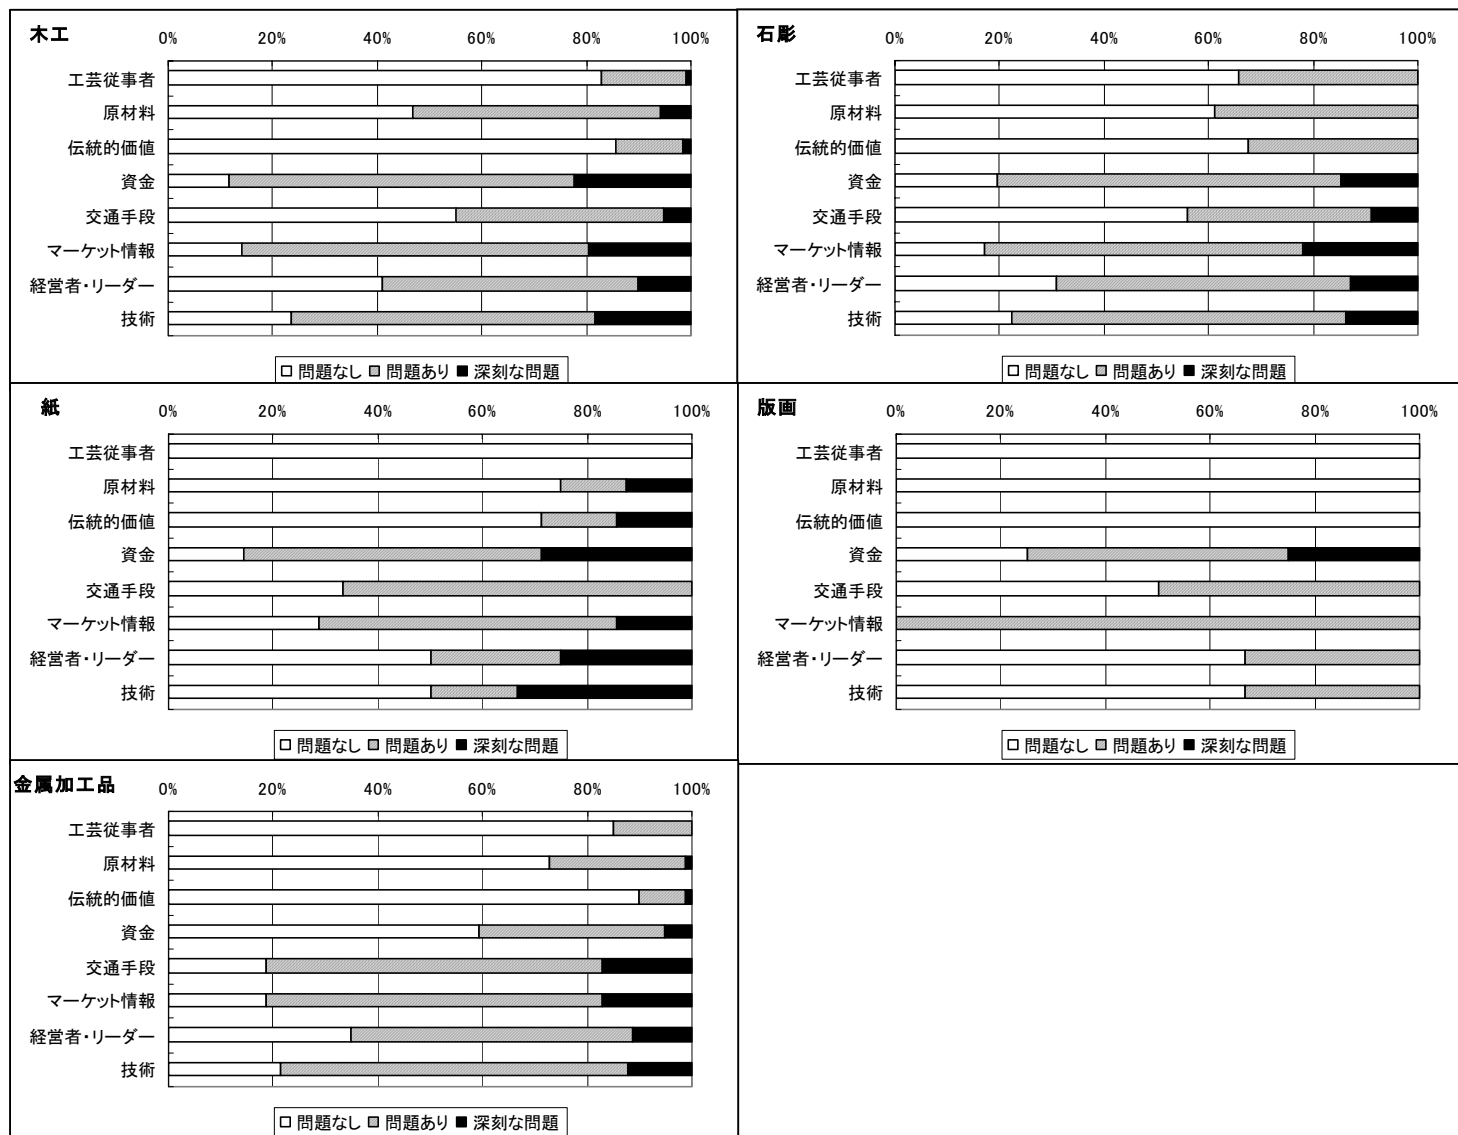 木工
0% 20% 40% 60% 80% 100%
工芸従事者
原材料
伝統的価値
資金
交通手段
マーケット情報
経営者・リーダー
技術
問題なし 問題あり 深刻な問題
石彫
0% 20% 40% 60% 80% 100%
工芸従事者
原材料
伝統的価値
資金
交通手段
マーケット情報
経営者・リーダー
技術
問題なし 問題あり 深刻な問題
紙
0% 20% 40% 60% 80% 100%
工芸従事者
原材料
伝統的価値
資金
交通手段
マーケット情報
経営者・リーダー
技術
問題なし 問題あり 深刻な問題
版画
0% 20% 40% 60% 80% 100%
工芸従事者
原材料
伝統的価値
資金
交通手段
マーケット情報
経営者・リーダー
技術
問題なし 問題あり 深刻な問題
金属加工品
0% 20% 40% 60% 80% 100%
工芸従事者
原材料
伝統的価値
資金
交通手段
マーケット情報
経営者・リーダー
技術
問題なし 問題あり 深刻な問題